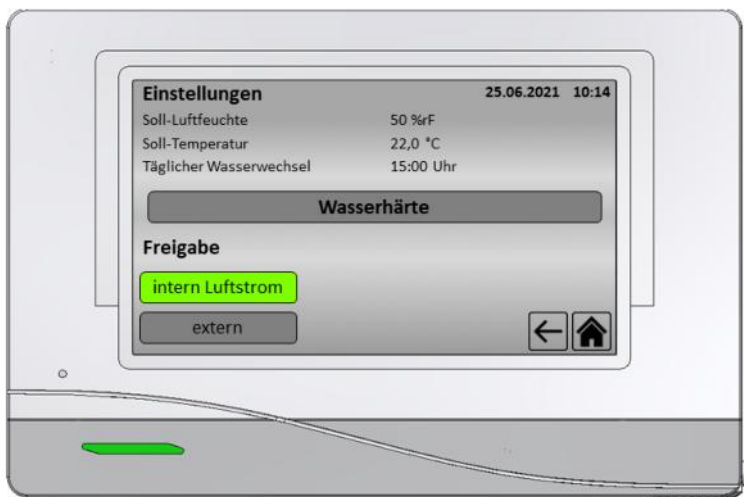 Einstellungen 25.06.2021 10:14
Soll-Luftfeuchte 50 %rF
Soll-Temperatur 22,0 °C
Täglicher Wasserwechsel 15:00 Uhr
Wasserhärte
Freigabe
intern Luftstrom
extern